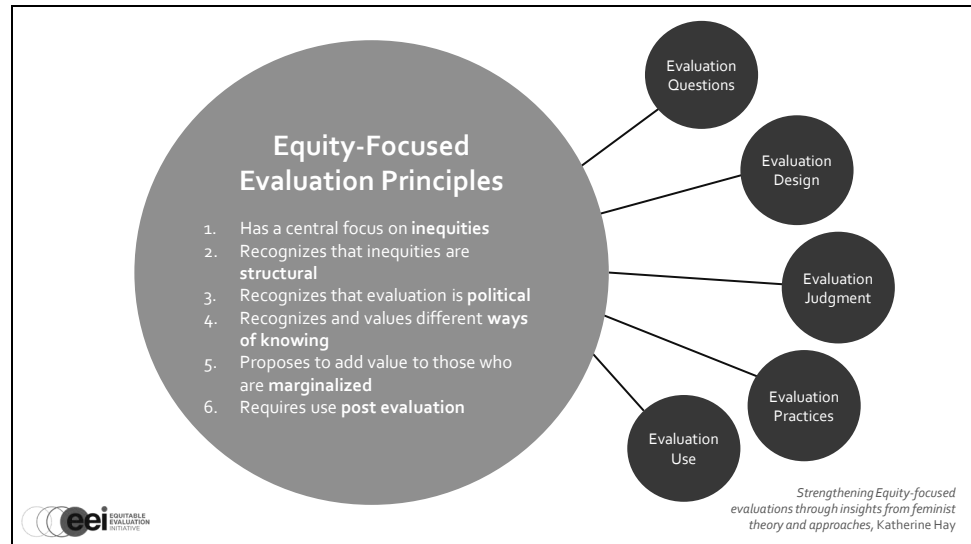 Equity-Focused
Evaluation Principles
1. Has a central focus on inequities
2. Recognizes that inequities are
structural
3. Recognizes that evaluation is political
4. Recognizes and values different ways
of knowing
5. Proposes to add value to those who
are marginalized
6. Requires use post evaluation
Evaluation
Questions
Evaluation
Design
Evaluation
Judgment
Evaluation
Practices
Evaluation
Use
eei EQUITABLE
EVALUATION
INITIATIVE
Strengthening Equity-focused
evaluations through insights from feminist
theory and approaches, Katherine Hay